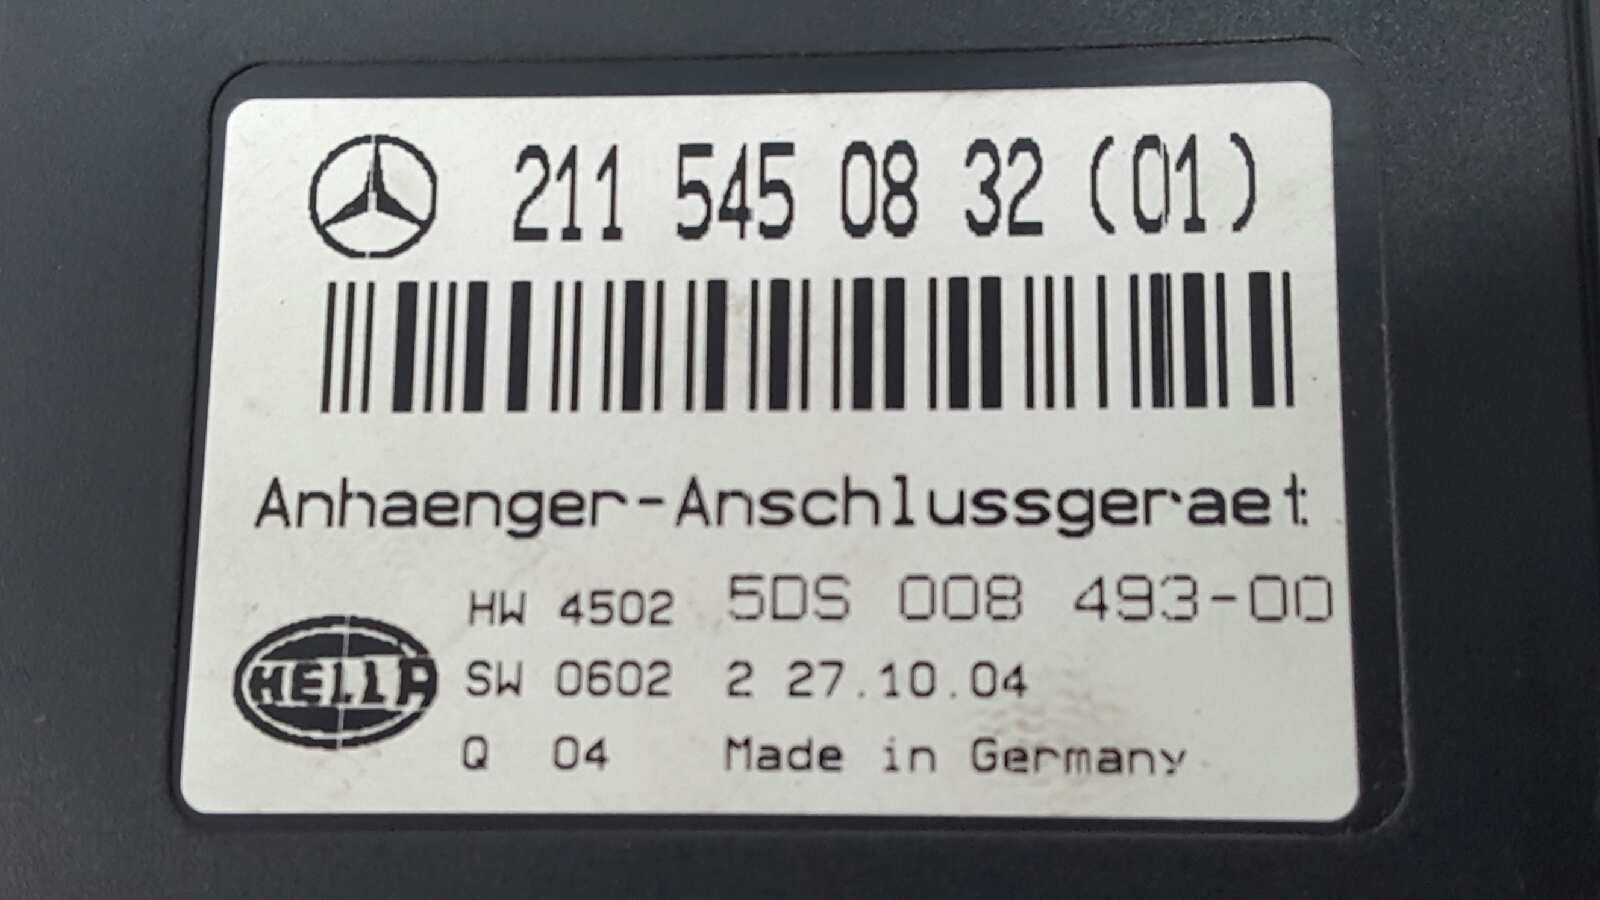 211 545 08 32 (01)
Anhaenger-Anschlussgeraet
HW 4502 5DS 008 493-00
HELLA SW 0602 2 27.10.04
Q 04 Made in Germany